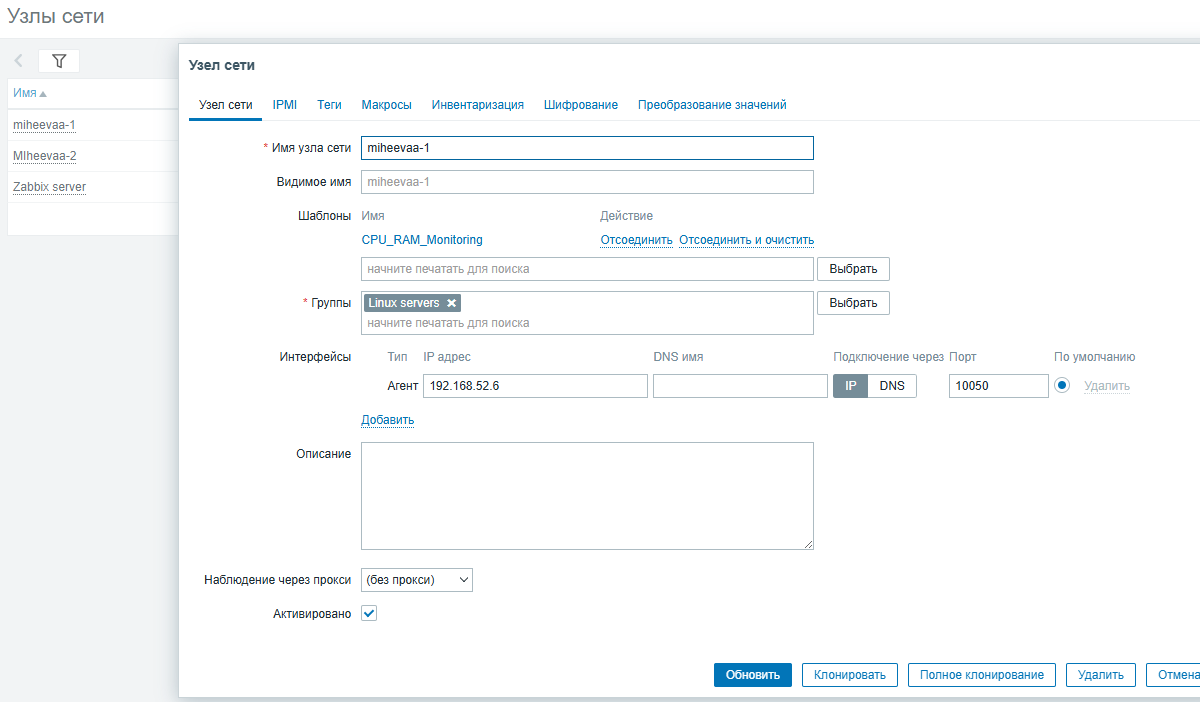 Узлы сети
Имя
miheevaa-1
MIheevaa-2
Zabbix server
Узел сети
Узел сети IPMI Теги Макросы Инвентаризация Шифрование Преобразование значений
* Имя узла сети miheevaa-1
Видимое имя miheevaa-1
Шаблоны Имя Действие
CPU_RAM_Monitoring Отсоединить Отсоединить и очистить
начните печатать для поиска Выбрать
* Группы Linux servers Выбрать
начните печатать для поиска
Интерфейсы Тип IP адрес DNS имя Подключение через Порт По умолчанию
Агент 192.168.52.6 IP DNS 10050 Удалить
Добавить
Описание
Наблюдение через прокси (без прокси)
Активировано
Обновить Клонировать Полное клонирование Удалить Отмена